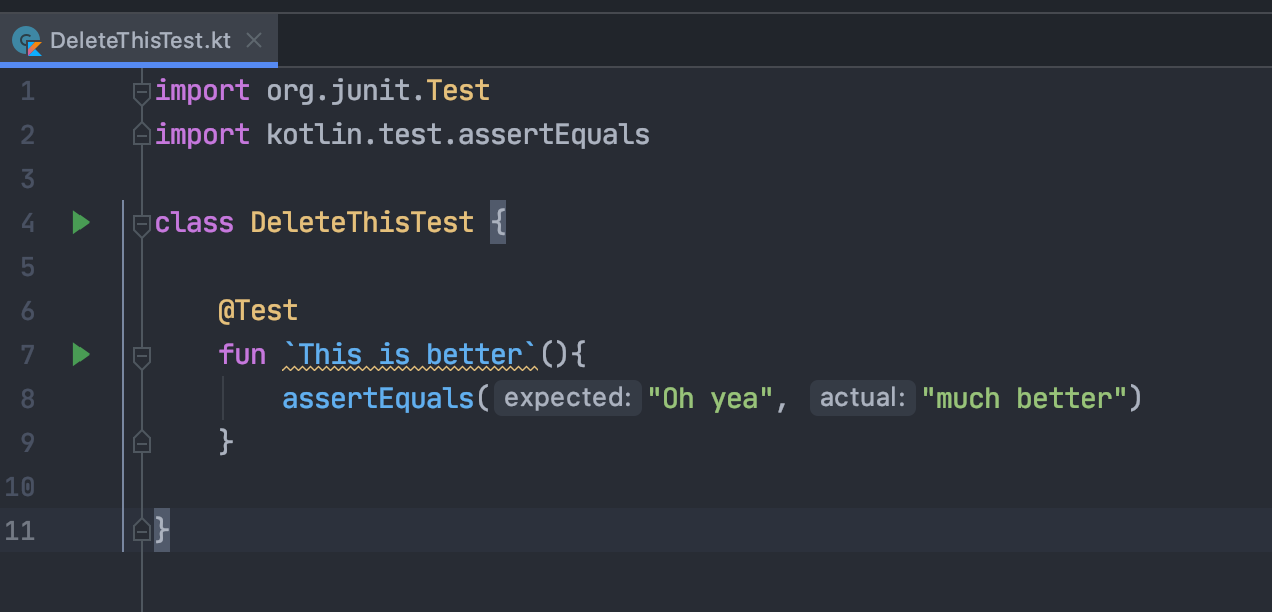 DeleteThisTest.kt
1 import org.junit.Test
2 import kotlin.test.assertEquals
3
4 class DeleteThisTest {
5
6 @Test
7 fun `This is better`(){
8 assertEquals( expected: "Oh yea", actual: "much better")
9 }
10
11 }